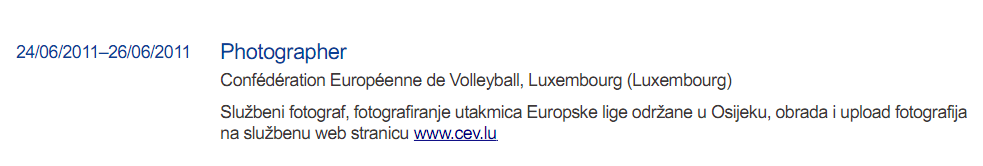 24/06/2011–26/06/2011 Photographer
Confédération Européenne de Volleyball, Luxembourg (Luxembourg)
Službeni fotograf, fotografiranje utakmica Europske lige održane u Osijeku, obrada i upload fotografija
na službenu web stranicu www.cev.lu